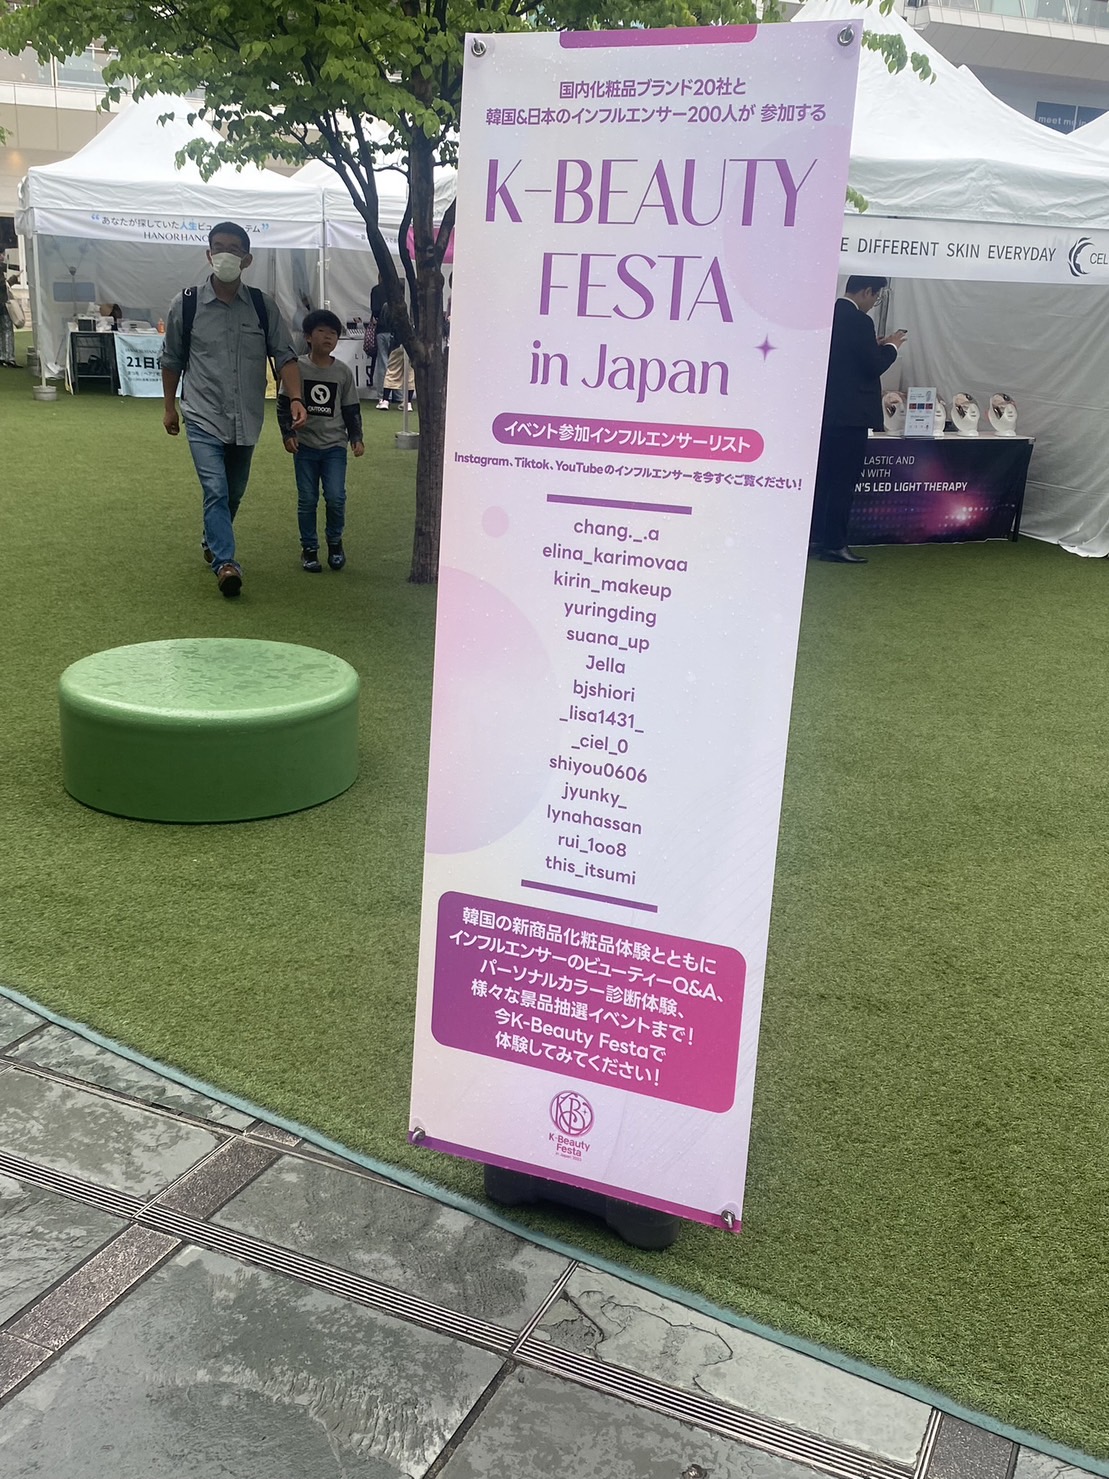 国内化粧品ブランド20社と
韓国&日本のインフルエンサー200人が 参加する
K-BEAUTY
FESTA
in Japan
イベント参加インフルエンサーリスト
Instagram、Tiktok、YouTubeのインフルエンサーを今すぐご覧ください!
chang._.a
elina_karimovaa
kirin_makeup
yuringding
suana_up
Jella
bjshiori
_lisa1431_
_ciel_0
shiyou0606
jyunky_
lynahassan
rui_1oo8
this_itsumi
韓国の新商品化粧品体験とともに
インフルエンサーのビューティーQ&A、
パーソナルカラー診断体験、
様々な景品抽選イベントまで!
今K-Beauty Festaで
体験してみてください!
K-Beauty
Festa
“あなたが探していた人生ビュ テム”
HANORHANO
21日
OUTDOOR
meet me in
E DIFFERENT SKIN EVERYDAY
CEL
LASTIC AND
N WITH
N'S LED LIGHT THERAPY